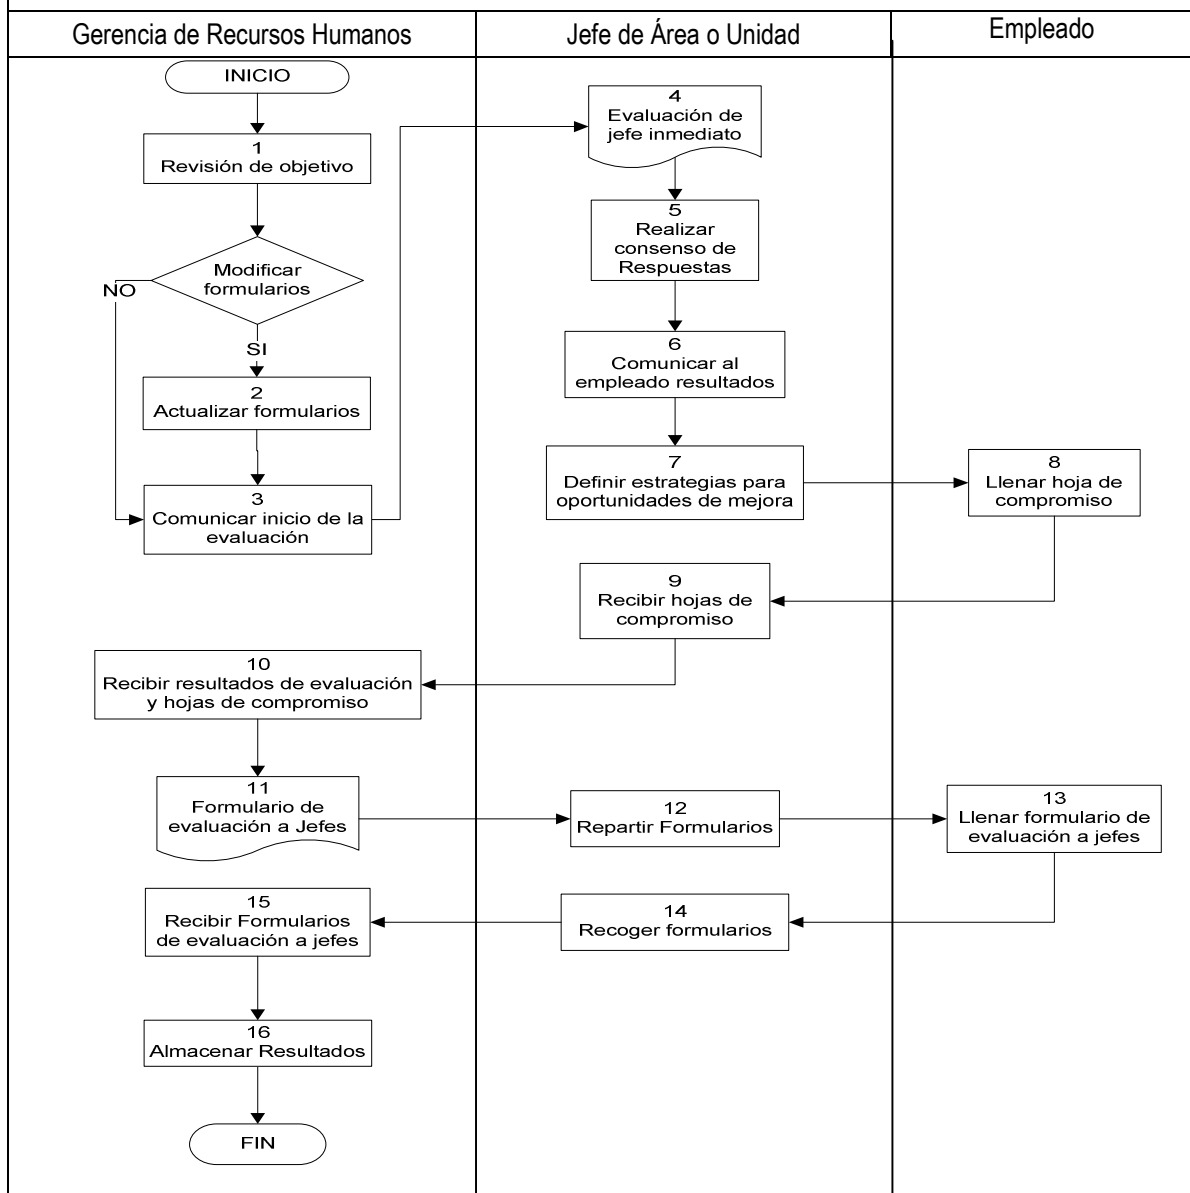 Gerencia de Recursos Humanos
Jefe de Área o Unidad
Empleado
INICIO
1
Revisión de objetivo
Modificar
formularios
NO
SI
2
Actualizar formularios
3
Comunicar inicio de la
evaluación
4
Evaluación de
jefe inmediato
5
Realizar
consenso de
Respuestas
6
Comunicar al
empleado resultados
7
Definir estrategias para
oportunidades de mejora
8
Llenar hoja de
compromiso
9
Recibir hojas de
compromiso
10
Recibir resultados de evaluación
y hojas de compromiso
11
Formulario de
evaluación a Jefes
12
Repartir Formularios
13
Llenar formulario de
evaluación a jefes
14
Recoger formularios
15
Recibir Formularios
de evaluación a jefes
16
Almacenar Resultados
FIN